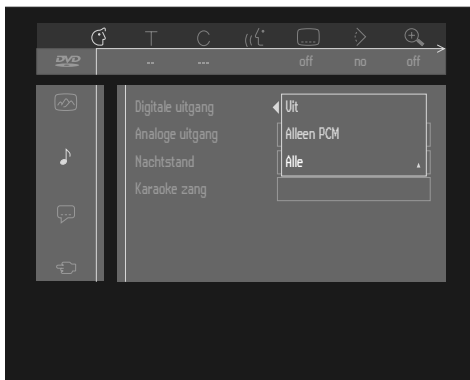 T C
DVD -- --- off no off
Digitale uitgang Uit
Analoge uitgang Alleen PCM
Nachtstand Alle
Karaoke zang